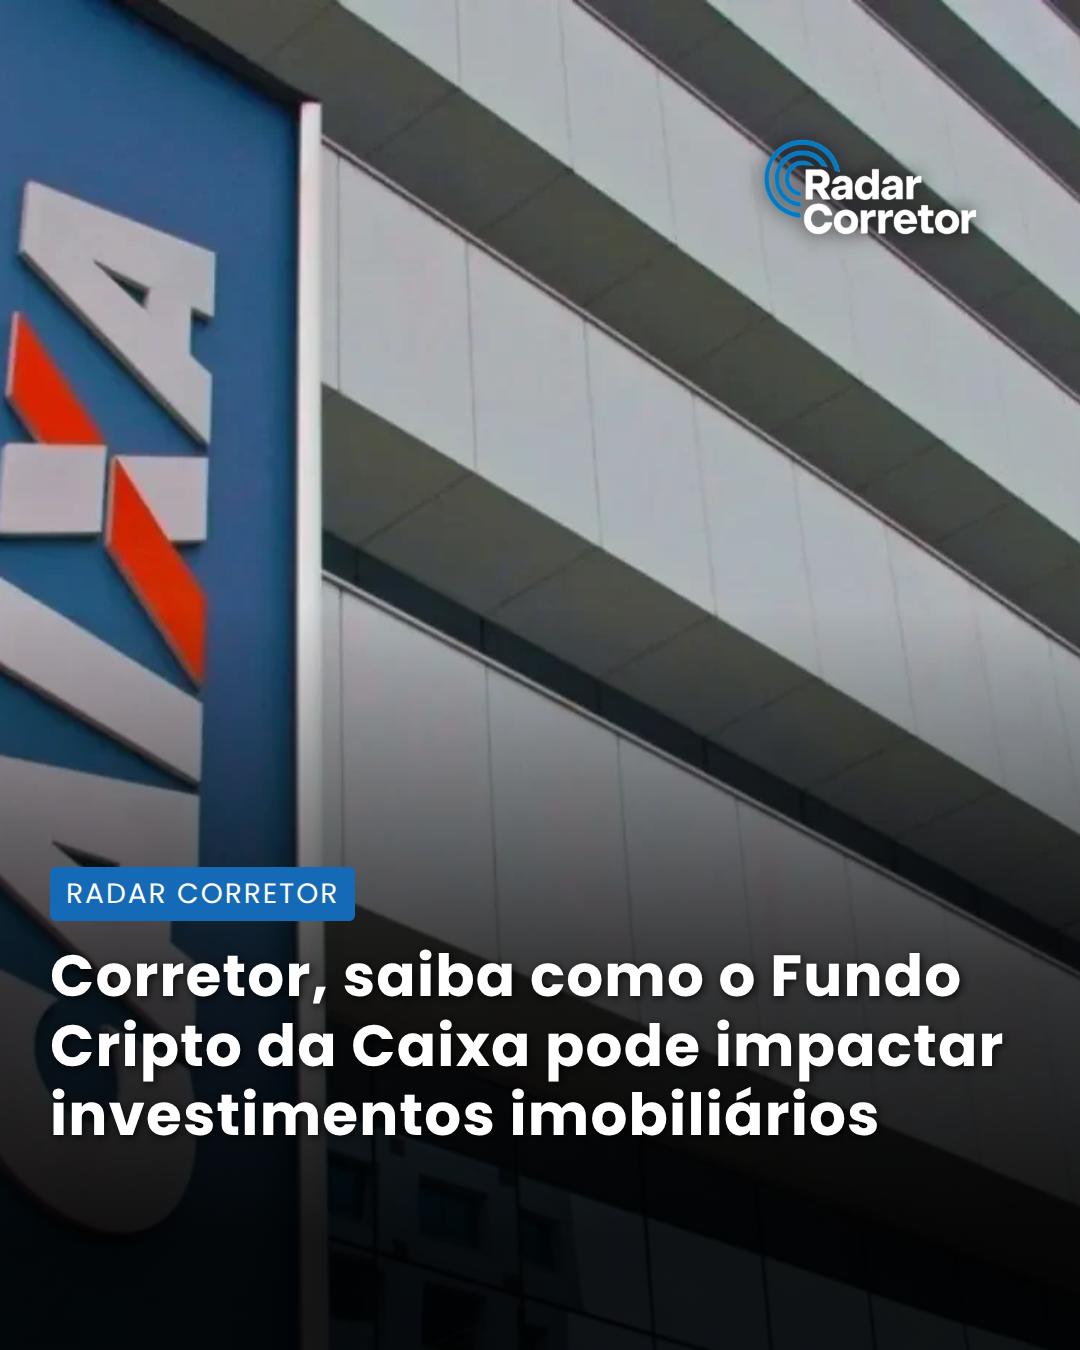 CAIXA
Radar
Corretor
RADAR CORRETOR
Corretor, saiba como o Fundo
Cripto da Caixa pode impactar
investimentos imobiliários